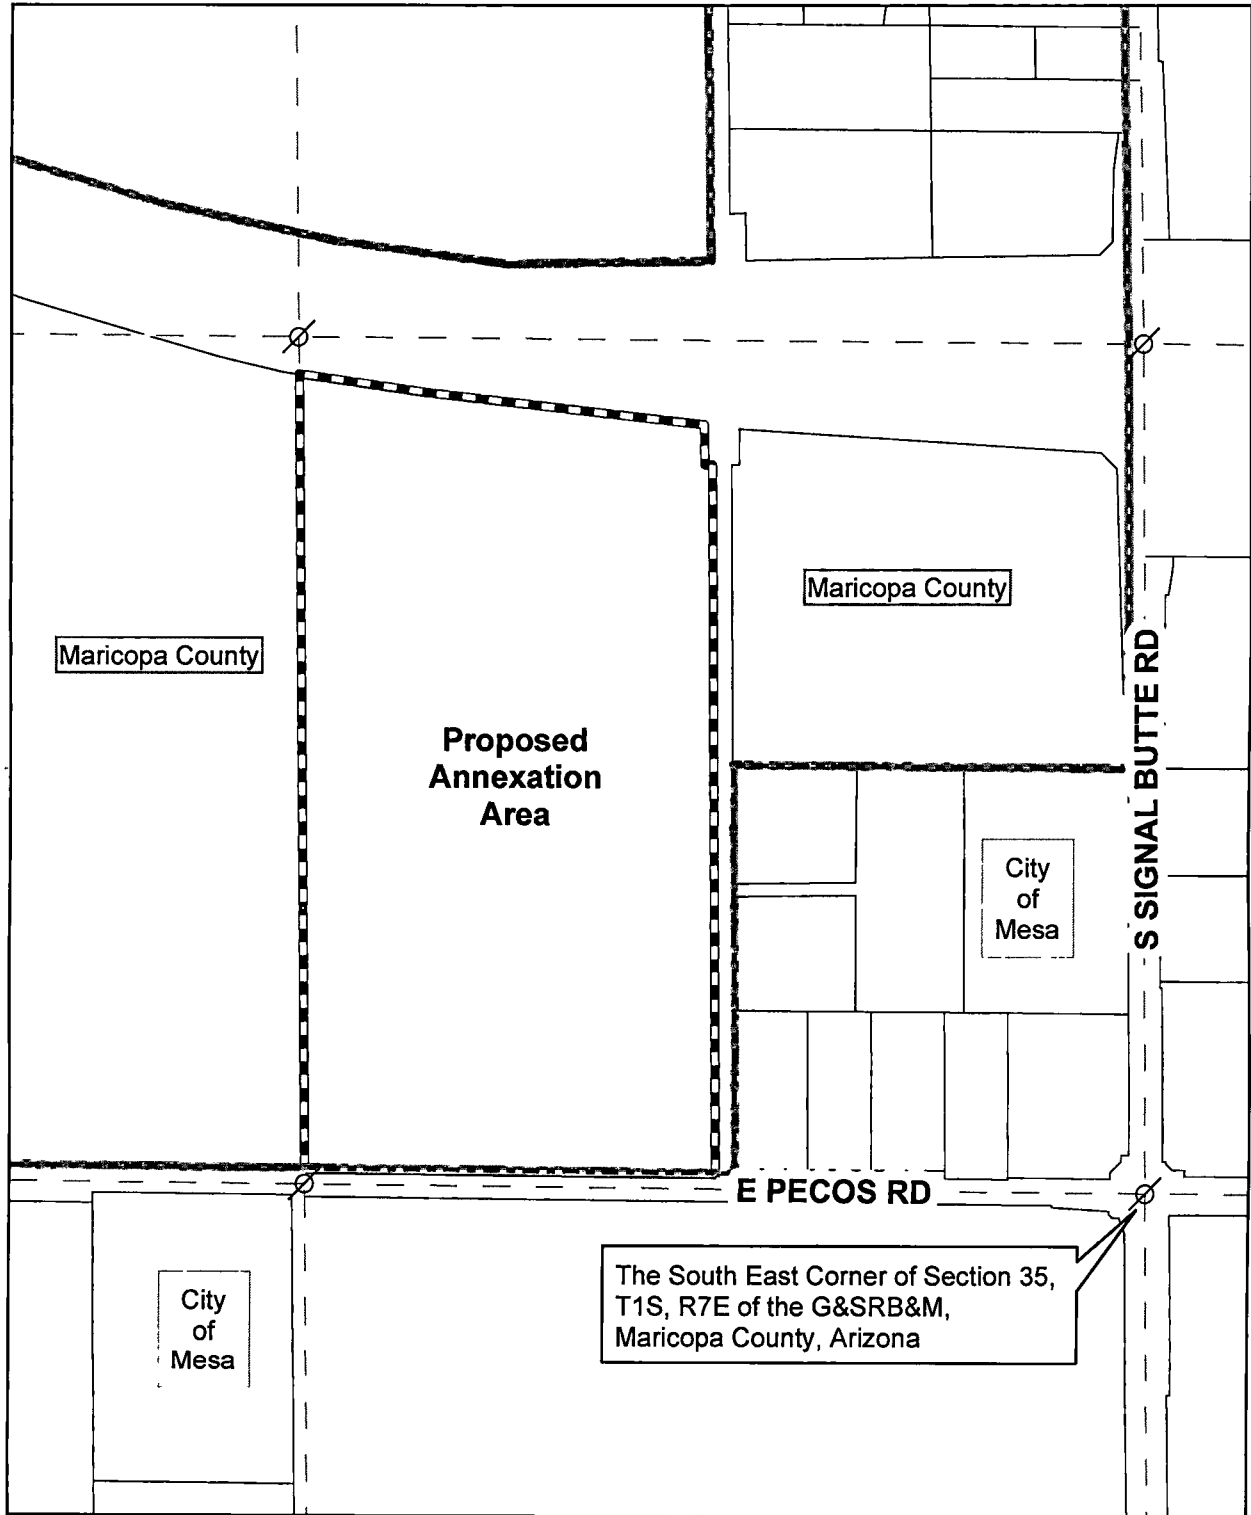 Maricopa County
Maricopa County
Proposed
Annexation
Area
S SIGNAL BUTTE RD
City
of
Mesa
E PECOS RD
The South East Corner of Section 35,
T1S, R7E of the G&SRB&M,
Maricopa County, Arizona
City
of
Mesa